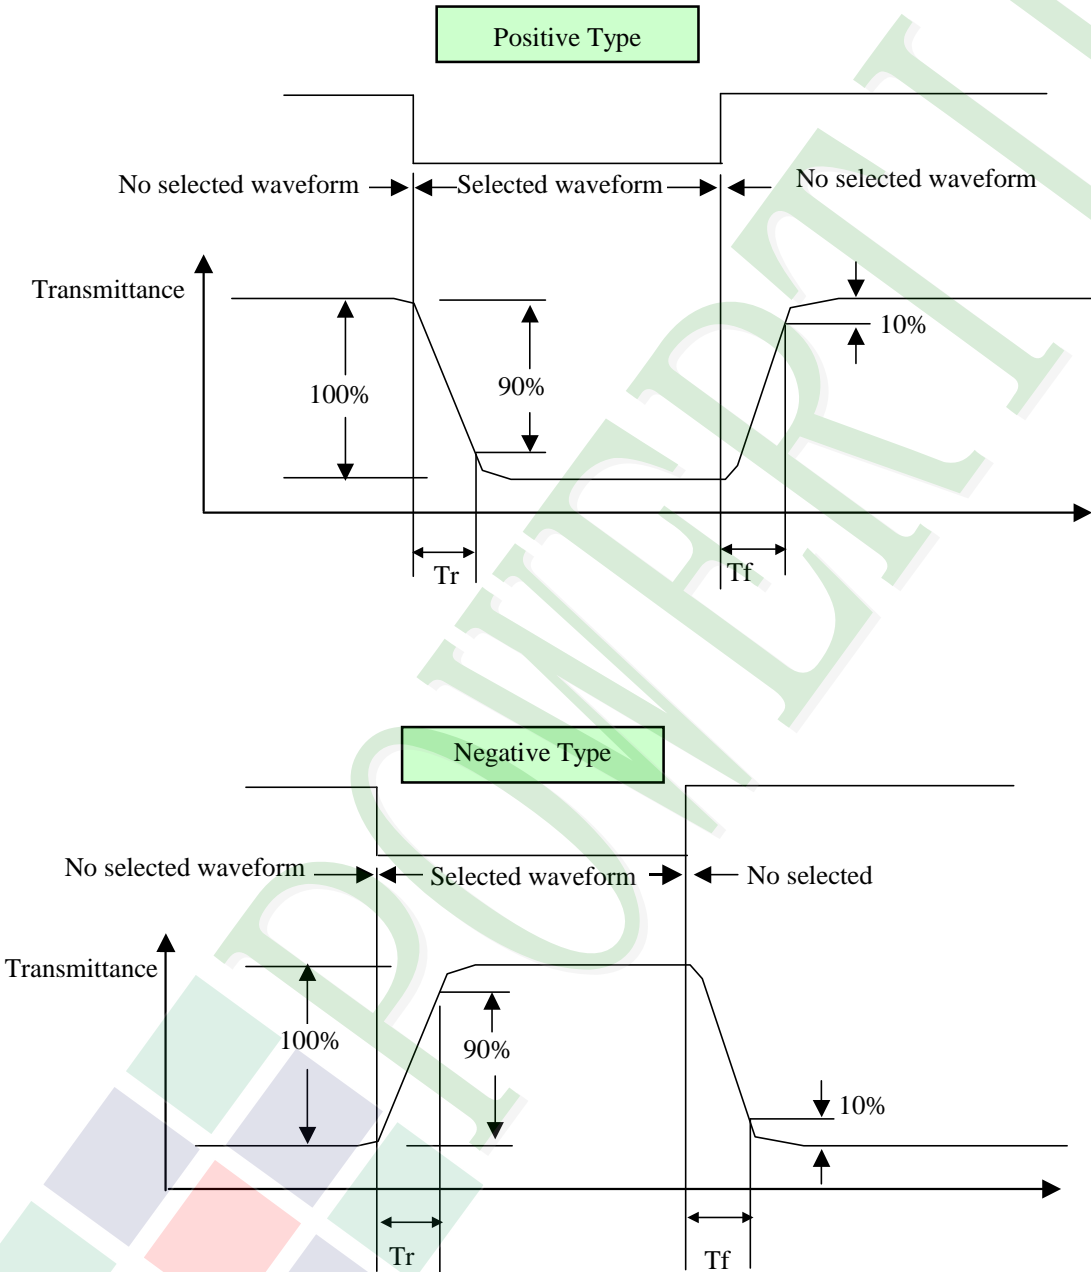 Positive Type
No selected waveform
Selected waveform
No selected waveform
Transmittance
100%
90%
10%
Tr
Tf
Negative Type
No selected waveform
Selected waveform
No selected
Transmittance
100%
90%
10%
Tr
Tf
POWERTI